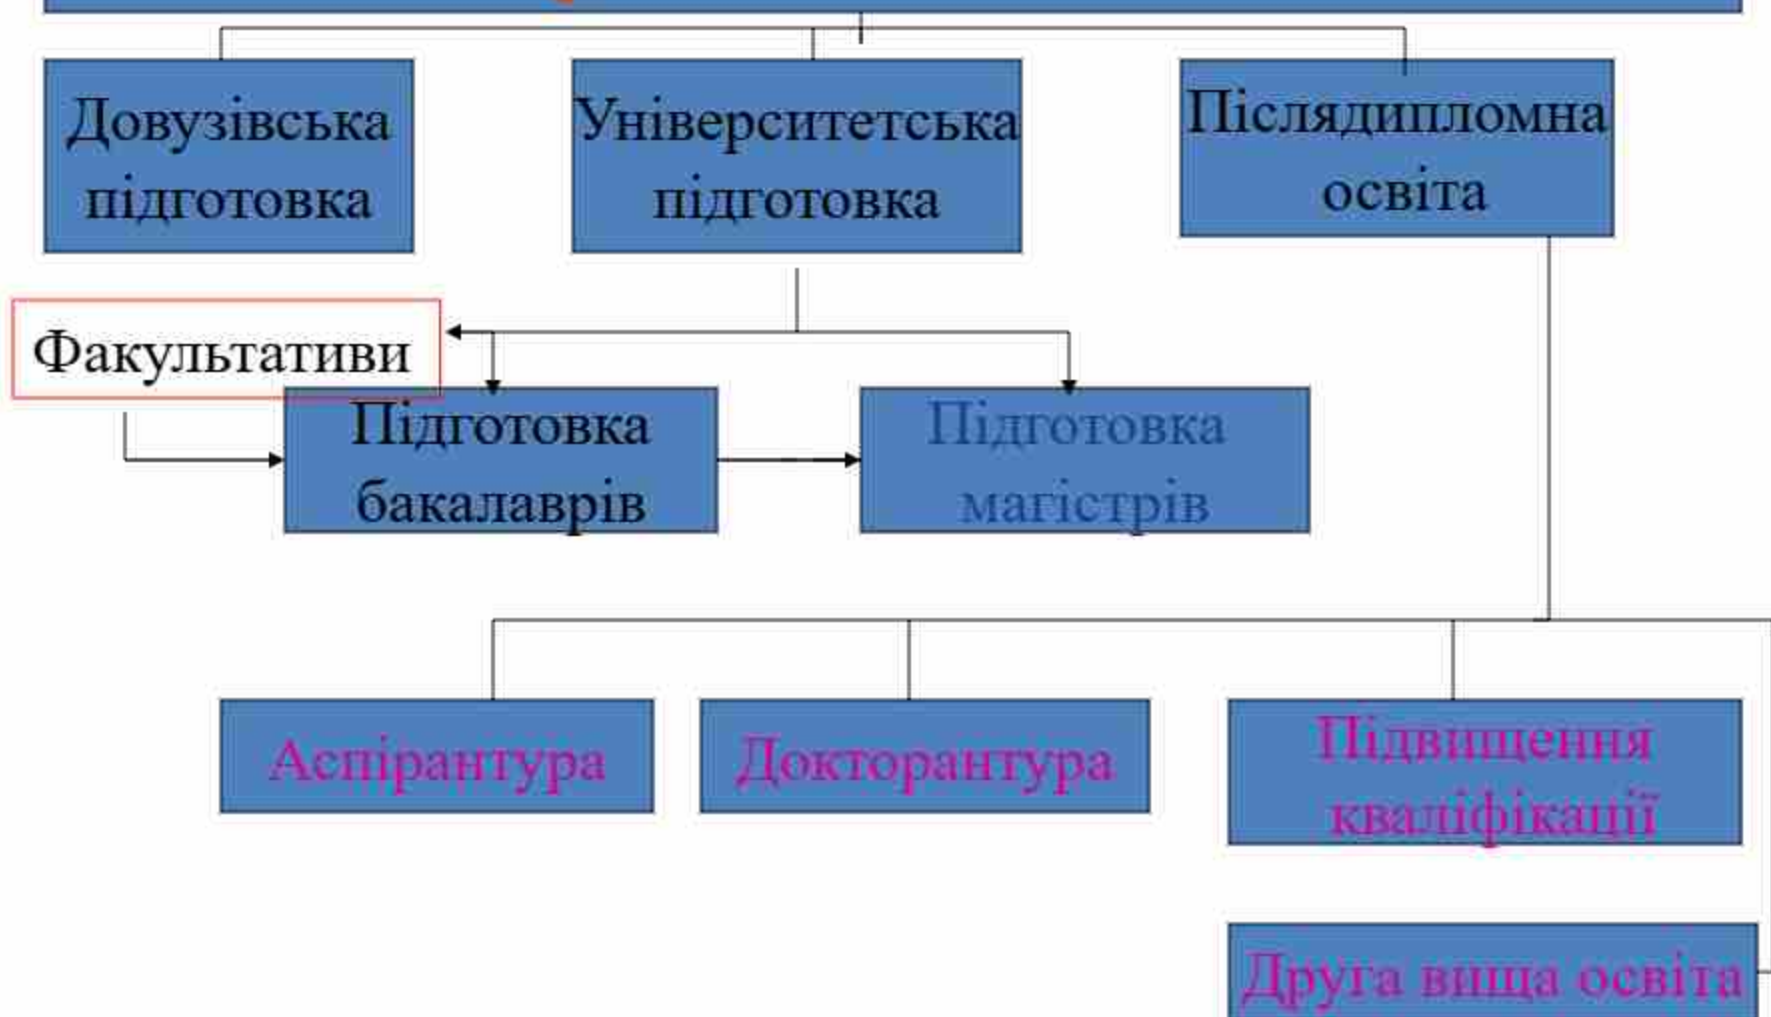 Довузівська
підготовка
Університетська
підготовка
Післядипломна
освіта
Факультативи
Підготовка
бакалаврів
Підготовка
магістрів
Аспірантура
Докторантура
Підвищення
кваліфікації
Друга вища освіта